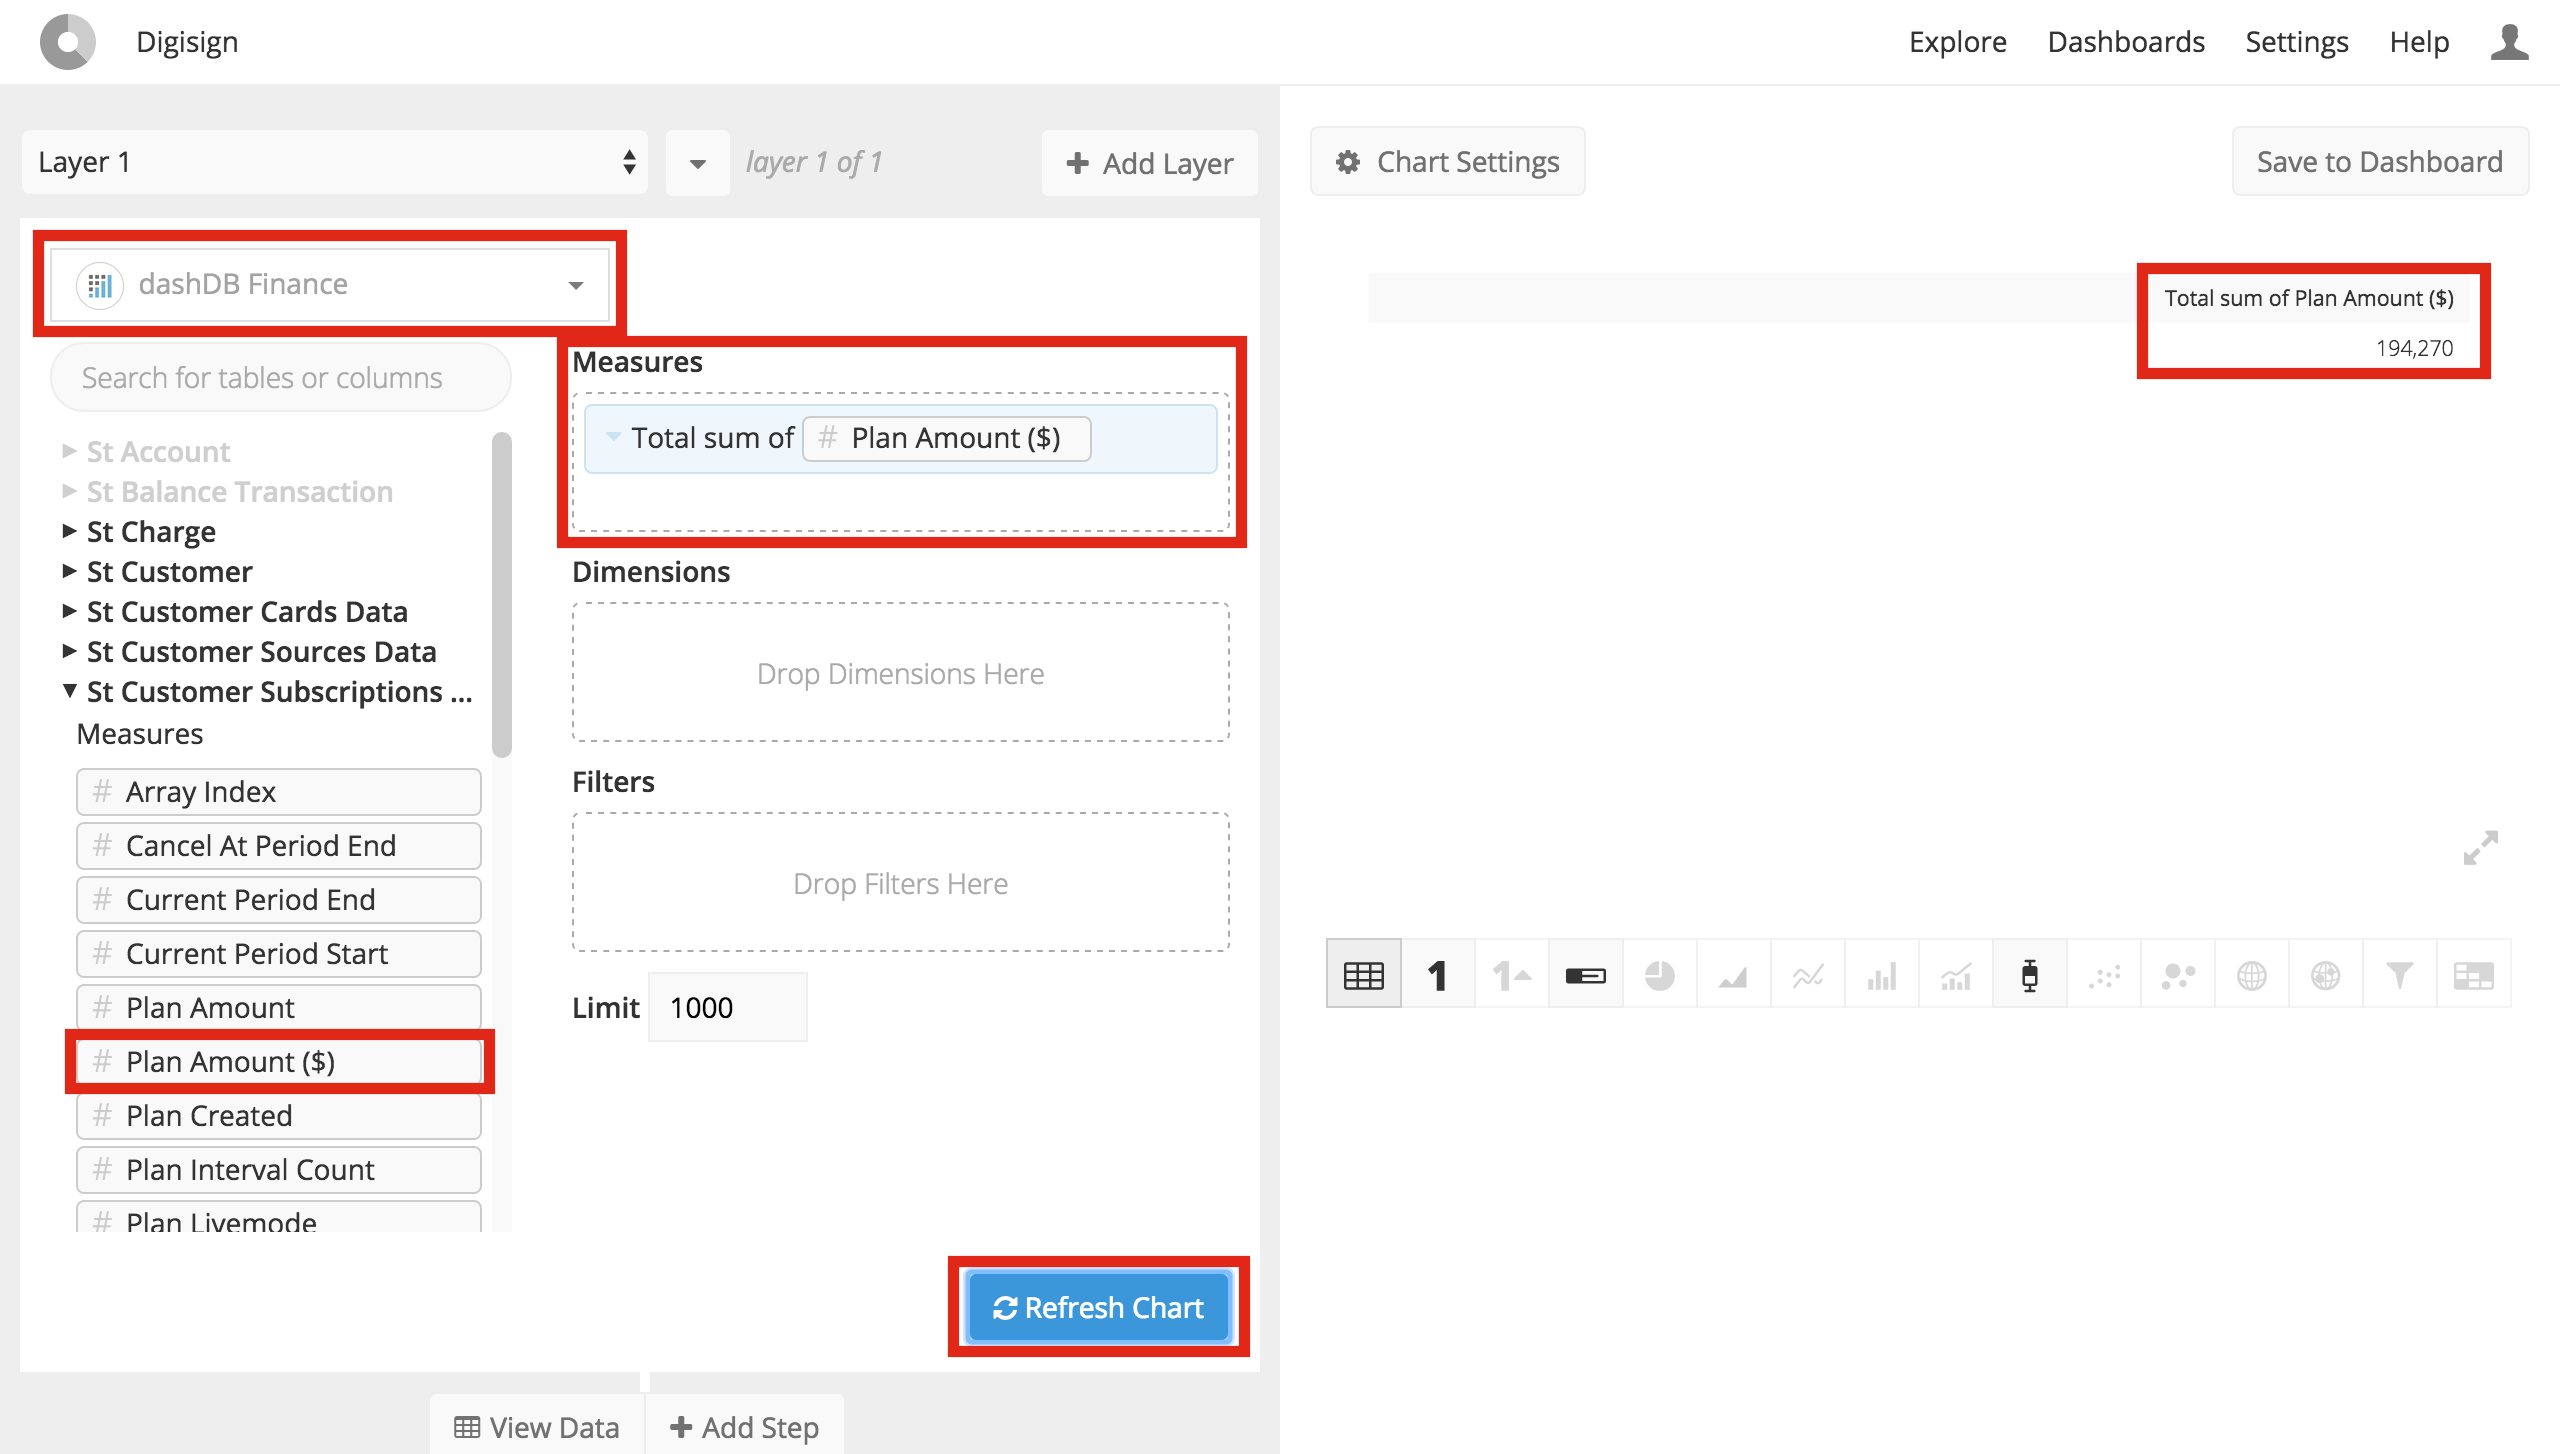 Digisign
Explore Dashboards Settings Help
Layer 1
layer 1 of 1
Add Layer
Chart Settings
Save to Dashboard
dashDB Finance
Search for tables or columns
St Account
St Balance Transaction
St Charge
St Customer
St Customer Cards Data
St Customer Sources Data
St Customer Subscriptions ...
Measures
# Array Index
# Cancel At Period End
# Current Period End
# Current Period Start
# Plan Amount
# Plan Amount ($)
# Plan Created
# Plan Interval Count
# Plan Livemode
Measures
Total sum of # Plan Amount ($)
Dimensions
Drop Dimensions Here
Filters
Drop Filters Here
Limit 1000
Refresh Chart
View Data
Add Step
Total sum of Plan Amount ($)
194,270
1
1